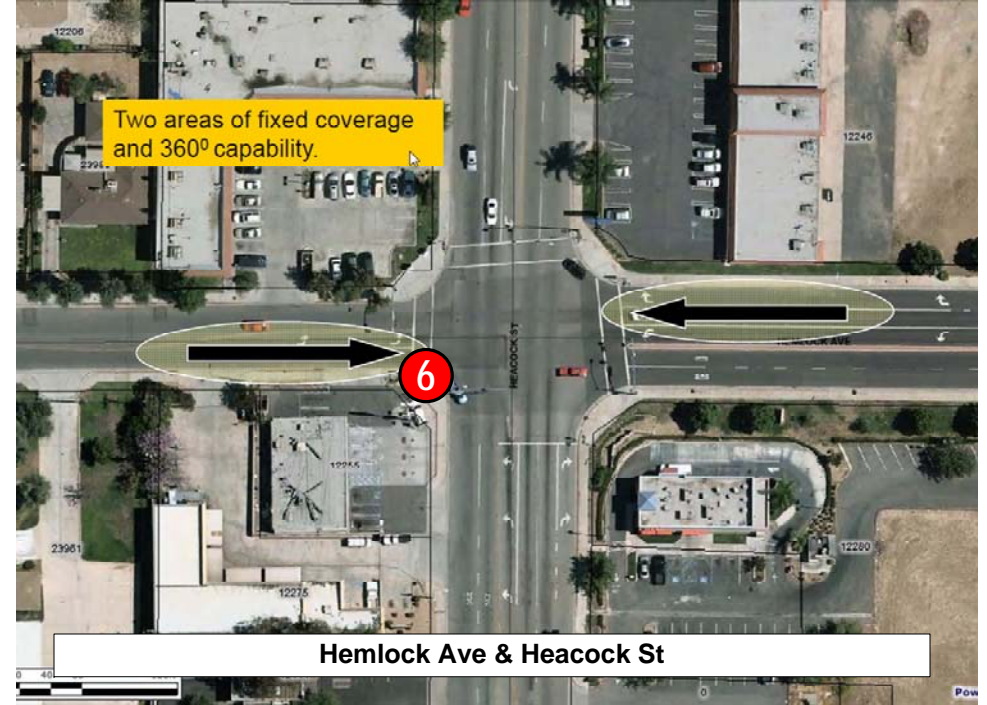 12206
Two areas of fixed coverage
and 360⁰ capability.
12246
HEACOCK ST
HEMLOCK AVE
6
12255
23961
12280
12275
Hemlock Ave & Heacock St
0